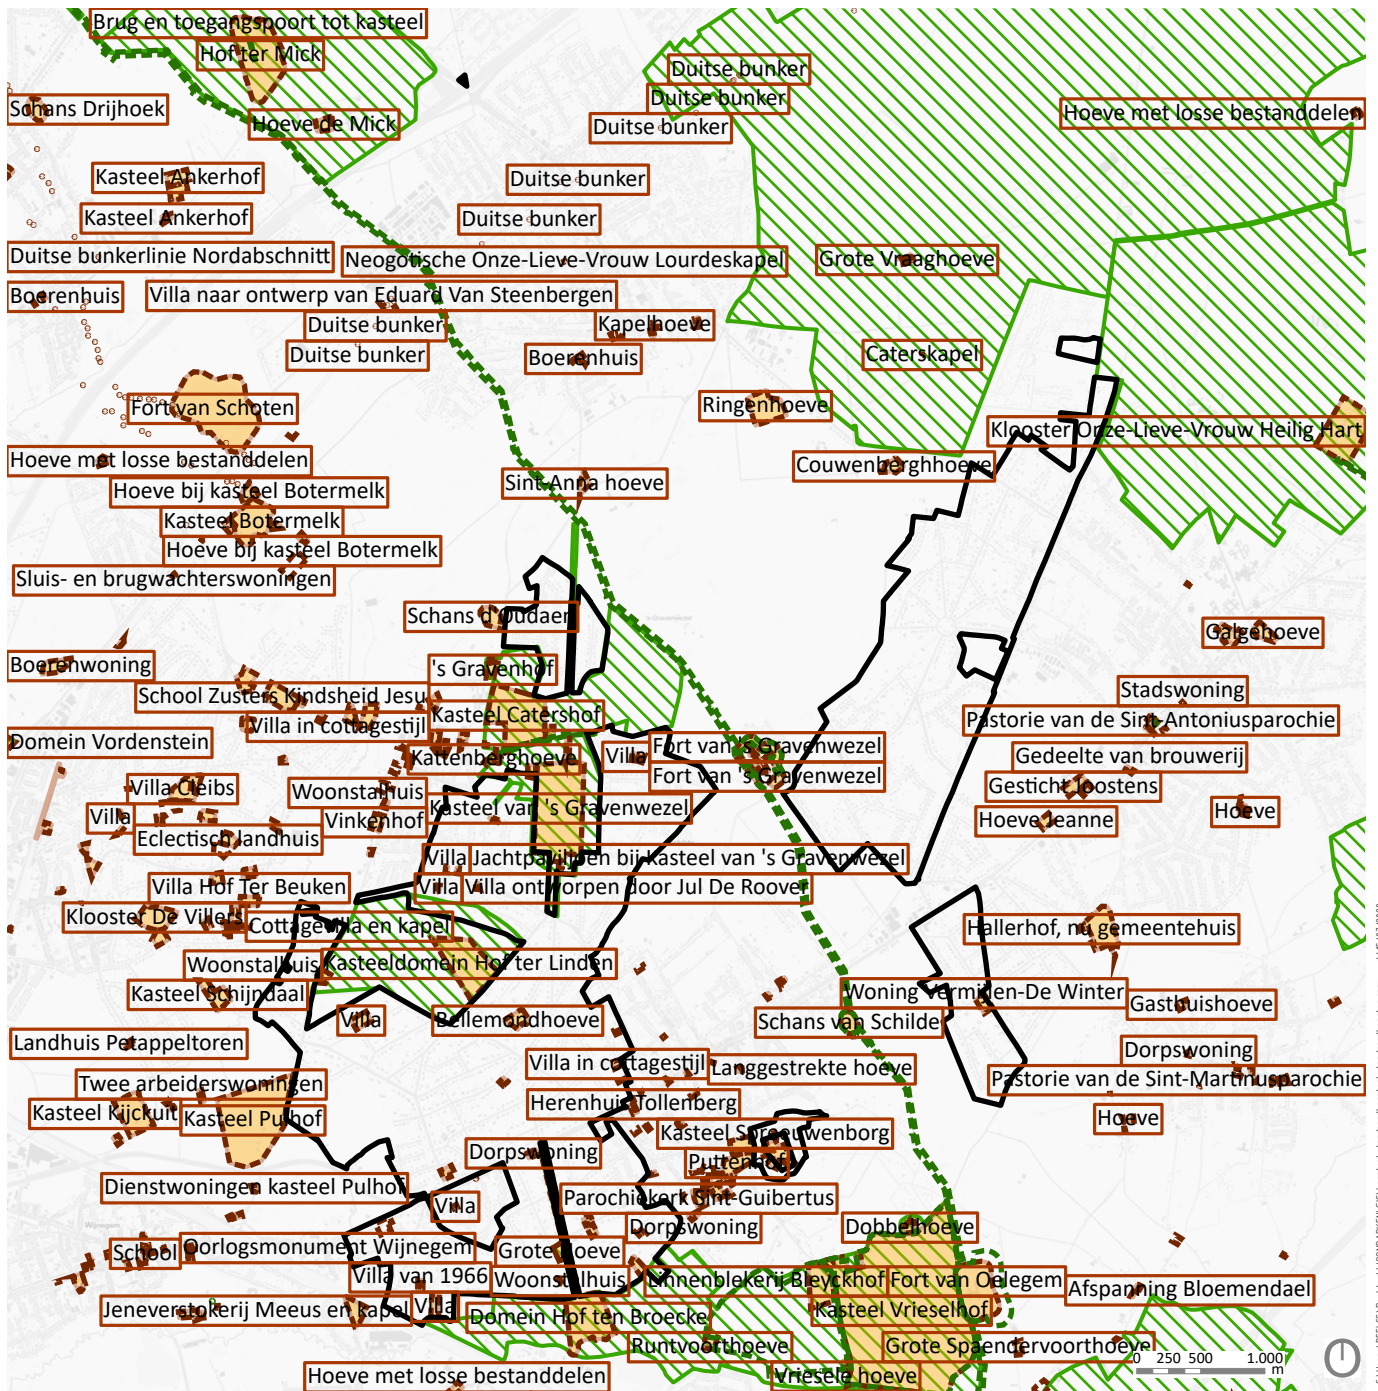 Brug en toegangspoort tot kasteel
Hof ter Mick
Duitse bunker
Duitse bunker
Schans Drijhoek
Hoeve de Mick
Duitse bunker
Hoeve met losse bestanddelen
Kasteel Ankerhof
Duitse bunker
Kasteel Ankerhof
Duitse bunker
Duitse bunkerlinie Nordabschnitt
Neogotische Onze-Lieve-Vrouw Lourdeskapel
Grote Vraaghoeve
Boerenhuis
Villa naar ontwerp van Eduard Van Steenbergen
Duitse bunker
Kapelhoeve
Duitse bunker
Boerenhuis
Caterskapel
Fort van Schoten
Ringenhoeve
Klooster Onze-Lieve-Vrouw Heilig Hart
Hoeve met losse bestanddelen
Couwenberghhoeve
Hoeve bij kasteel Botermelk
Sint-Anna hoeve
Kasteel Botermelk
Hoeve bij kasteel Botermelk
Sluis- en brugwachterswoningen
Schans d'Oudaen
Galgehoeve
Boerenwoning
's Gravenhof
School Zusters Kindsheid Jesu
Stadswoning
Villa in cottagestijl
Kasteel Catershof
Pastorie van de Sint-Antoniusparochie
Domein Vordenstein
Kattenberghoeve
Villa
Fort van 's Gravenwezel
Fort van 's Gravenwezel
Gedeelte van brouwerij
Villa Cleibs
Woonstalhuis
Gesticht Joostens
Villa
Vinkenhof
Kasteel van 's Gravenwezel
Hoeve Jeanne
Hoeve
Eclectisch landhuis
Villa
Jachtpaviljoen bij Kasteel van 's Gravenwezel
Villa Hof Ter Beuken
Villa
Villa ontworpen door Jul De Roover
Klooster De Villers
Cottagevilla en kapel
Hallerhof, nu gemeentehuis
Woonstalhuis
Kasteeldomein Hof ter Linden
Kasteel Schijndaal
Woning Vermijlen-De Winter
Gasthuishoeve
Villa
Bellemondhoeve
Schans van Schilde
Landhuis Petappeltoren
Dorpswoning
Villa in cottagestijl
Langgestrekte hoeve
Twee arbeiderswoningen
Pastorie van de Sint-Martinusparochie
Kasteel Kijckuit
Kasteel Pulhof
Herenhuis Tollenberg
Hoeve
Kasteel Spreeuwenborg
Dorpswoning
Puttenhof
Dienstwoningen kasteel Pulhof
Villa
Parochiekerk Sint-Guibertus
Dorpswoning
Dobbelhoeve
School
Oorlogsmonument Wijnegem
Grote Hoeve
Villa van 1966
Woonstalhuis
Linnenblekerij Bleyckhof
Fort van Oelegem
Afspanning Bloemendael
Jeneverstokerij Meeus en kapel
Villa
Domein Hof ten Broecke
Kasteel Vrieselhof
Runtvoorthoeve
Grote Spaendervoorthoeve
Hoeve met losse bestanddelen
Vriesele hoeve
0 250 500 1.000
m